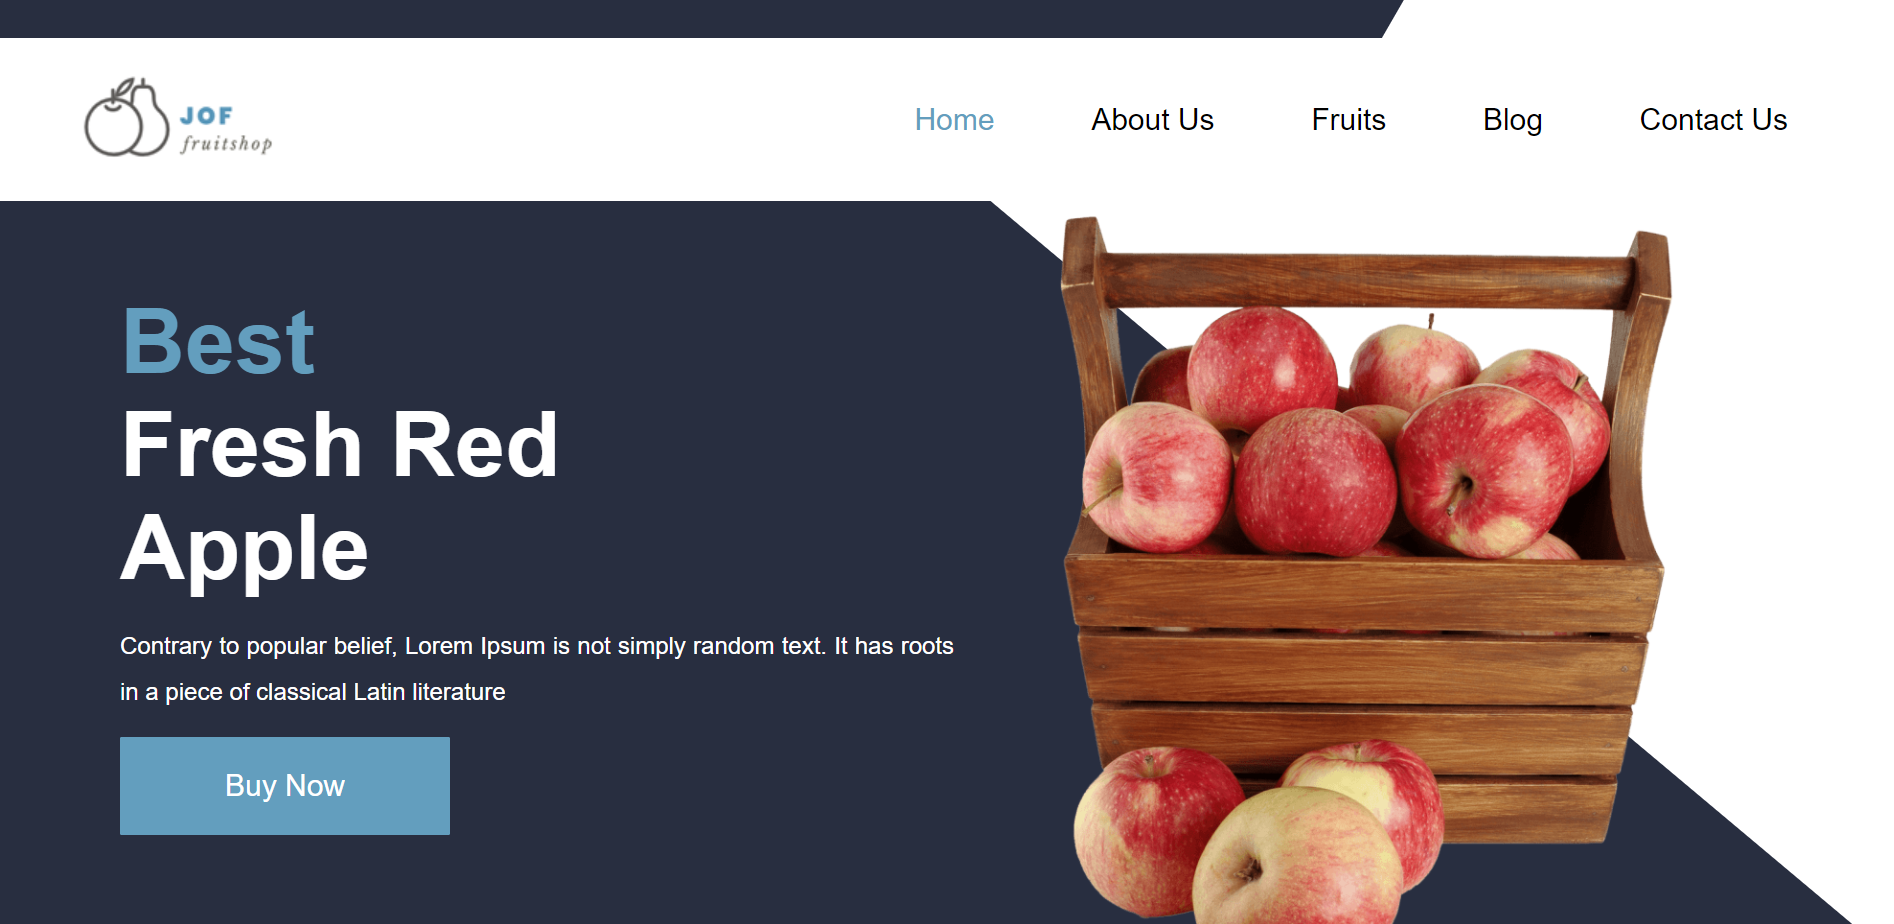 JOF
fruitshop
Home About Us Fruits Blog Contact Us
Best
Fresh Red
Apple
Contrary to popular belief, Lorem Ipsum is not simply random text. It has roots
in a piece of classical Latin literature
Buy Now